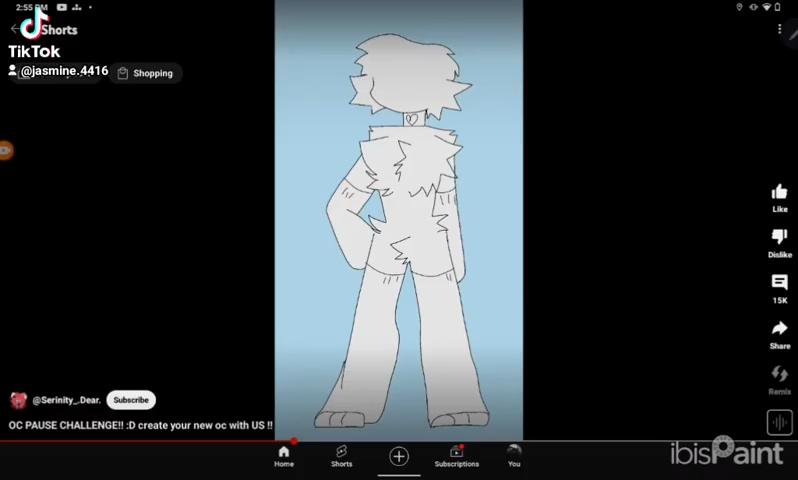 2:55 PM
Shorts
TikTok
@jasmine.4416
Shopping
Like
Dislike
15K
Share
Remix
@Serinity_.Dear.
Subscribe
OC PAUSE CHALLENGE!! :D create your new oc with US !!
Home
Shorts
Subscriptions
You
ibisPaint